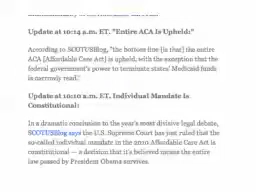 Update at 10:14 a.m. ET. "Entire ACA Is Upheld:"
According to SCOTUSBlog, "the bottom line [is that] the entire
ACA [Affordable Care Act] is upheld, with the exception that the
federal government's power to terminate states' Medicaid funds
is narrowly read."
Update at 10:10 a.m. ET. Individual Mandate Is
Constitutional:
In a dramatic conclusion to the year's most divisive legal debate,
SCOTUSBlog says the U.S. Supreme Court has just ruled that the
so-called individual mandate in the 2010 Affordable Care Act is
constitutional — a decision that it's believed means the entire
law passed by President Obama survives.